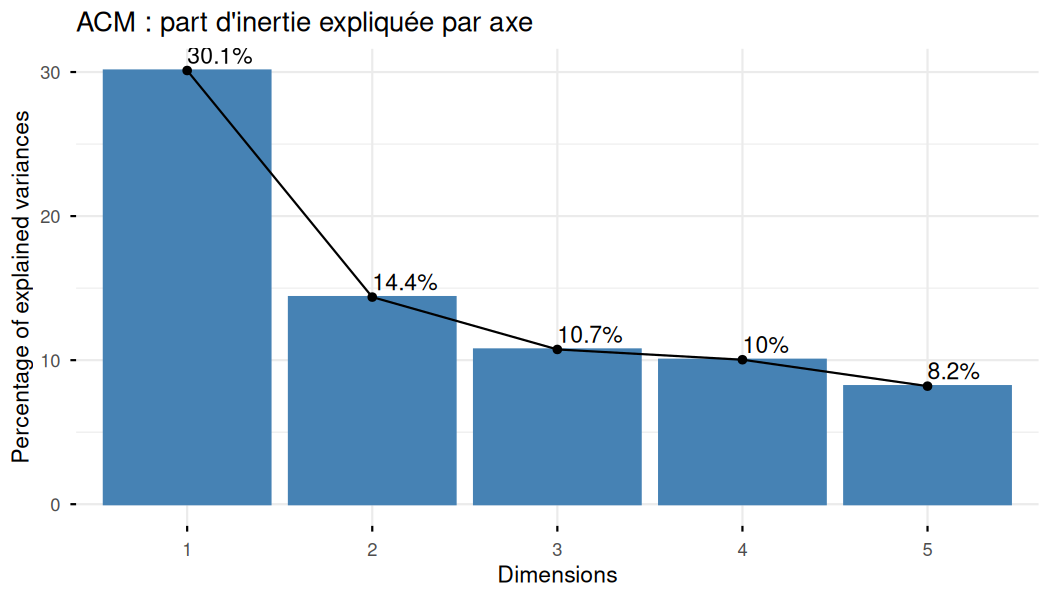 ACM : part d'inertie expliquée par axe
Percentage of explained variances
30
20
10
0
30.1%
14.4%
10.7%
10%
8.2%
1 2 3 4 5
Dimensions